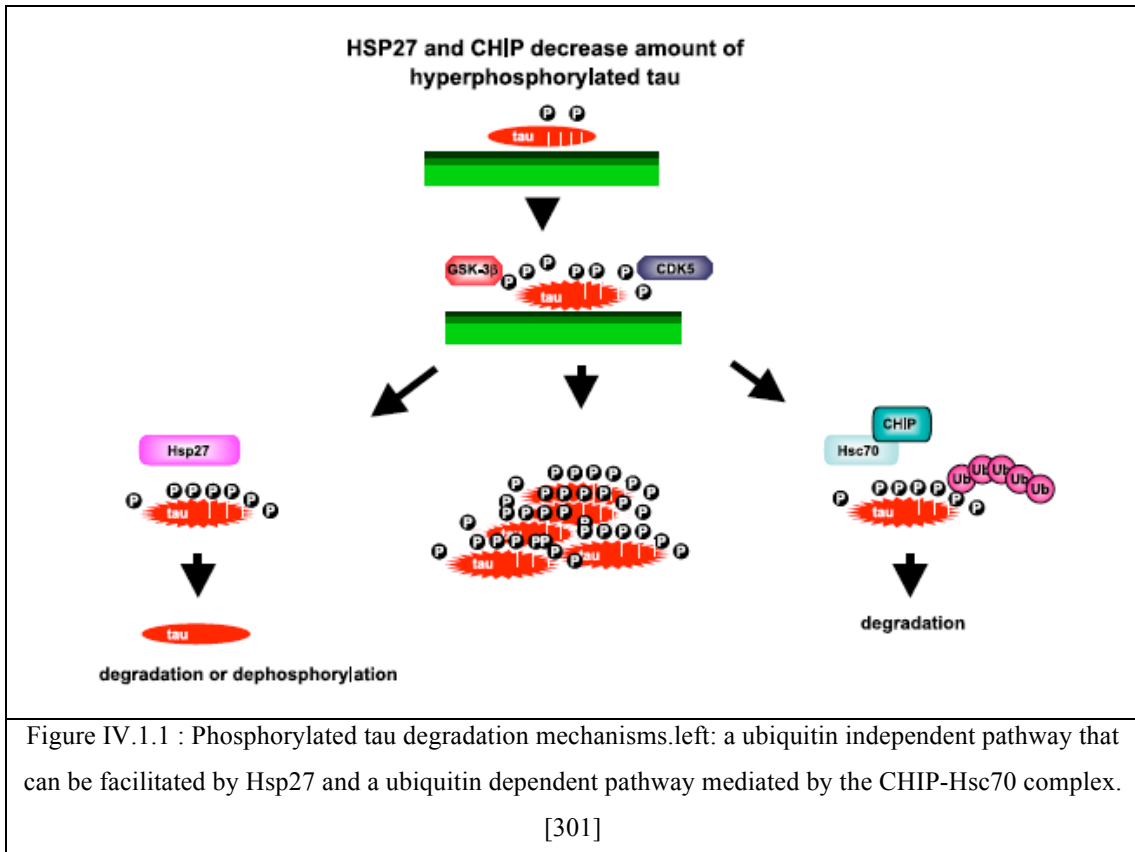 HSP27 and CHIP decrease amount of
hyperphosphorylated tau
P P
tau
GSK-3β P P P P P P P CDK5
tau
Hsp27
P P P P P P P P
tau
degradation or dephosphorylation
tau
P P P P
P P P P
tau
tau
CHIP
Hsc70
Ub Ub Ub Ub Ub
P P P P P P P
tau
degradation
Figure IV.1.1 : Phosphorylated tau degradation mechanisms.left: a ubiquitin independent pathway that
can be facilitated by Hsp27 and a ubiquitin dependent pathway mediated by the CHIP-Hsc70 complex.
[301]